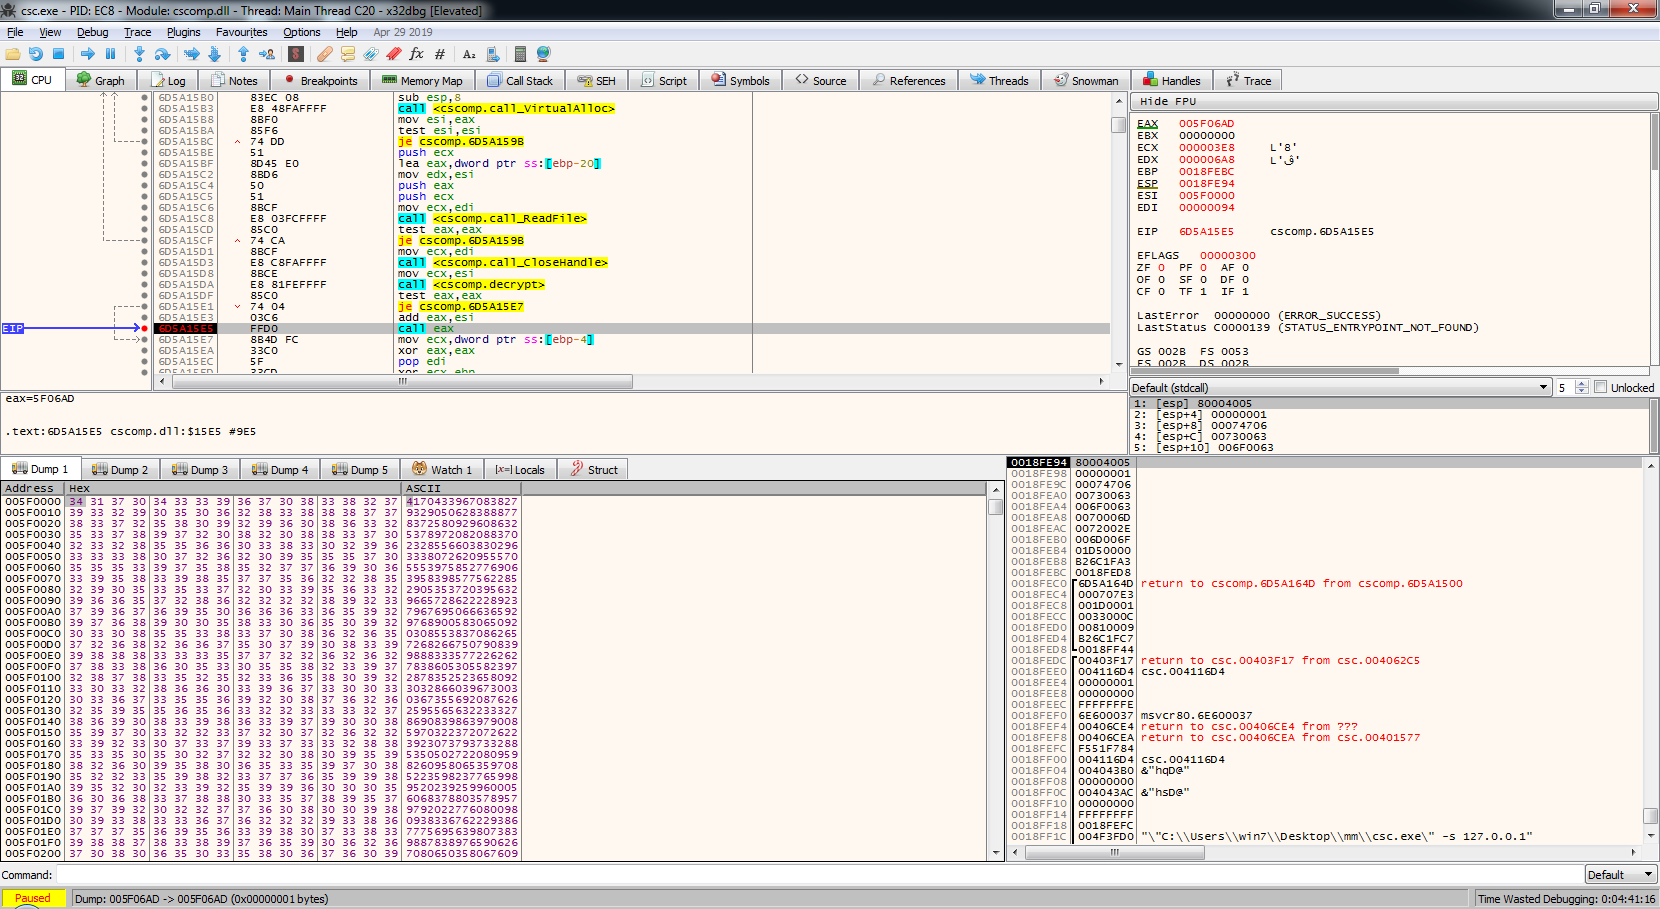 csc.exe - PID: EC8 - Module: cscomp.dll - Thread: Main Thread C20 - x32dbg [Elevated]
File View Debug Trace Plugins Favourites Options Help Apr 29 2019
CPU Graph Log Notes Breakpoints Memory Map Call Stack SEH Script Symbols Source References Threads Snowman Handles Trace
6D5A15B0 83EC 08 sub esp,8
6D5A15B3 E8 48FAFFFF call <cscomp.call_VirtualAlloc>
6D5A15B8 8BF0 mov esi,eax
6D5A15BA 85F6 test esi,esi
6D5A15BC 74 DD je cscomp.6D5A159B
6D5A15BE 51 push ecx
6D5A15BF 8D45 E0 lea eax,dword ptr ss:[ebp-20]
6D5A15C2 8BD6 mov edx,esi
6D5A15C4 50 push eax
6D5A15C5 51 push ecx
6D5A15C6 8BCF mov ecx,edi
6D5A15C8 E8 03FCFFFF call <cscomp.call_ReadFile>
6D5A15CD 85C0 test eax,eax
6D5A15CF 74 CA je cscomp.6D5A159B
6D5A15D1 8BCF mov ecx,edi
6D5A15D3 E8 C8FAFFFF call <cscomp.call_CloseHandle>
6D5A15D8 8BCE mov ecx,esi
6D5A15DA E8 81FEFFFF call <cscomp.decrypt>
6D5A15DF 85C0 test eax,eax
6D5A15E1 74 04 je cscomp.6D5A15E7
6D5A15E3 03C6 add eax,esi
EIP 6D5A15E5 FFD0 call eax
6D5A15E7 8B4D FC mov ecx,dword ptr ss:[ebp-4]
6D5A15EA 33C0 xor eax,eax
6D5A15EC 5F pop edi
6D5A15ED 33CD xor ecx,ebp
eax=5F06AD
.text:6D5A15E5 cscomp.dll:$15E5 #9E5
Hide FPU
EAX 005F06AD
EBX 00000000
ECX 000003E8 L'Ϩ'
EDX 000006A8 L'ڨ'
EBP 0018FEBC
ESP 0018FE94
ESI 005F0000
EDI 00000094
EIP 6D5A15E5 cscomp.6D5A15E5
EFLAGS 00000300
ZF 0 PF 0 AF 0
OF 0 SF 0 DF 0
CF 0 TF 1 IF 1
LastError 00000000 (ERROR_SUCCESS)
LastStatus C0000139 (STATUS_ENTRYPOINT_NOT_FOUND)
GS 002B FS 0053
ES 002B DS 002B
Default (stdcall) 5 Unlocked
1: [esp] 80004005
2: [esp+4] 00000001
3: [esp+8] 00074706
4: [esp+C] 00730063
5: [esp+10] 006F0063
Dump 1 Dump 2 Dump 3 Dump 4 Dump 5 Watch 1 [x=] Locals Struct
Address Hex ASCII
005F0000 34 31 37 30 34 33 33 39 36 37 30 38 33 38 32 37 4170433967083827
005F0010 39 33 32 39 30 35 30 36 32 38 33 38 38 38 37 37 9329050628388877
005F0020 38 33 37 32 35 38 30 39 32 39 36 30 38 36 33 32 8372580929608632
005F0030 35 33 37 38 39 37 32 30 38 32 30 38 38 33 37 30 5378972082088370
005F0040 32 33 32 38 35 35 36 36 30 33 38 33 30 32 39 36 2328556603830296
005F0050 33 33 33 38 30 37 32 36 32 30 39 35 35 35 37 30 3338072620955570
005F0060 35 35 35 33 39 37 35 38 35 32 37 37 36 39 30 36 5553975852776906
005F0070 33 39 35 38 33 39 38 35 37 37 35 36 32 32 38 35 3958398577562285
005F0080 32 39 30 35 33 35 33 37 32 30 33 39 35 36 33 32 2905353720395632
005F0090 39 36 36 35 37 32 38 36 32 32 32 32 38 39 32 33 9665728622228923
005F00A0 37 39 36 37 36 39 35 30 36 36 36 33 36 35 39 32 7967695066636592
005F00B0 39 37 36 38 39 30 30 35 38 33 30 36 35 30 39 32 9768900583065092
005F00C0 30 33 30 38 35 35 33 38 33 37 30 38 36 32 36 35 0308553837086265
005F00D0 37 32 36 38 32 36 36 37 35 30 37 39 30 38 33 39 7268266750790839
005F00E0 39 38 38 38 33 33 33 35 37 37 32 32 36 32 36 32 9888333577226262
005F00F0 37 38 33 38 36 30 35 33 30 35 35 38 32 33 39 37 7838605305582397
005F0100 32 38 37 38 33 35 32 35 32 33 36 35 38 30 39 32 2878352523658092
005F0110 33 30 33 32 38 36 36 30 33 39 36 37 33 30 30 33 3032866039673003
005F0120 30 33 36 37 33 35 35 36 39 32 30 38 37 36 32 36 0367355692087626
005F0130 32 35 39 35 35 36 35 36 32 32 33 33 33 33 32 37 2595565622333327
005F0140 38 36 39 30 38 33 39 38 36 33 39 37 39 30 30 38 8690839863979008
005F0150 35 39 37 30 33 32 32 33 37 32 30 37 32 36 32 32 5970322372072622
005F0160 33 39 32 33 30 37 33 37 39 33 37 33 33 32 38 38 3923073793733288
005F0170 35 33 35 30 35 30 32 37 32 32 30 38 30 39 35 39 5350502722080959
005F0180 38 32 36 30 39 35 38 30 36 35 33 35 39 37 30 38 8260958065359708
005F0190 35 32 32 33 35 39 38 32 33 37 37 36 35 39 39 38 5223598237765998
005F01A0 39 35 32 30 32 33 39 32 35 39 39 36 30 30 30 35 9520239259960005
005F01B0 36 30 36 38 33 37 38 38 30 33 35 37 38 39 35 37 6068378803578957
005F01C0 39 37 39 32 30 32 32 37 37 36 30 38 30 30 39 38 9792022776080098
005F01D0 30 39 33 38 33 36 37 36 32 32 32 39 33 38 36 0938336762229386
005F01E0 37 37 37 35 36 39 35 36 33 39 38 30 37 33 38 33 7775695639807383
005F01F0 39 38 38 37 38 33 38 39 37 36 35 39 30 36 32 36 9887838976590626
005F0200 37 30 38 30 36 35 30 33 35 38 30 36 37 36 30 39 7080650358067609
0018FE94 80004005
0018FE98 00000001
0018FE9C 00074706
0018FEA0 00730063
0018FEA4 006F0063
0018FEA8 0070006D
0018FEAC 0072002E
0018FEB0 006D006F
0018FEB4 01D50000
0018FEB8 B26C1FA3
0018FEBC 0018FED8
0018FEC0 6D5A164D return to cscomp.6D5A164D from cscomp.6D5A1500
0018FEC4 000707E3
0018FEC8 001D0001
0018FECC 0033000C
0018FED0 00810009
0018FED4 B26C1FC7
0018FED8 0018FF44
0018FEDC 00403F17 return to csc.00403F17 from csc.004062C5
0018FEE0 004116D4 csc.004116D4
0018FEE4 00000001
0018FEE8 00000000
0018FEEC FFFFFFFE
0018FEF0 6E600037 msvcr80.6E600037
0018FEF4 00406CE4 return to csc.00406CE4 from ???
0018FEF8 00406CEA return to csc.00406CEA from csc.00401577
0018FEFC F551F784
0018FF00 004116D4 csc.004116D4
0018FF04 004043B0 &"hqD@"
0018FF08 00000000
0018FF0C 004043AC &"hsD@"
0018FF10 00000000
0018FF14 FFFFFFFF
0018FF18 0018FEFC
0018FF1C 004F3FD0 "\"C:\\Users\\win7\\Desktop\\mm\\csc.exe\" -s 127.0.0.1"
Command: Default
Paused Dump: 005F06AD -> 005F06AD (0x00000001 bytes) Time Wasted Debugging: 0:04:41:16